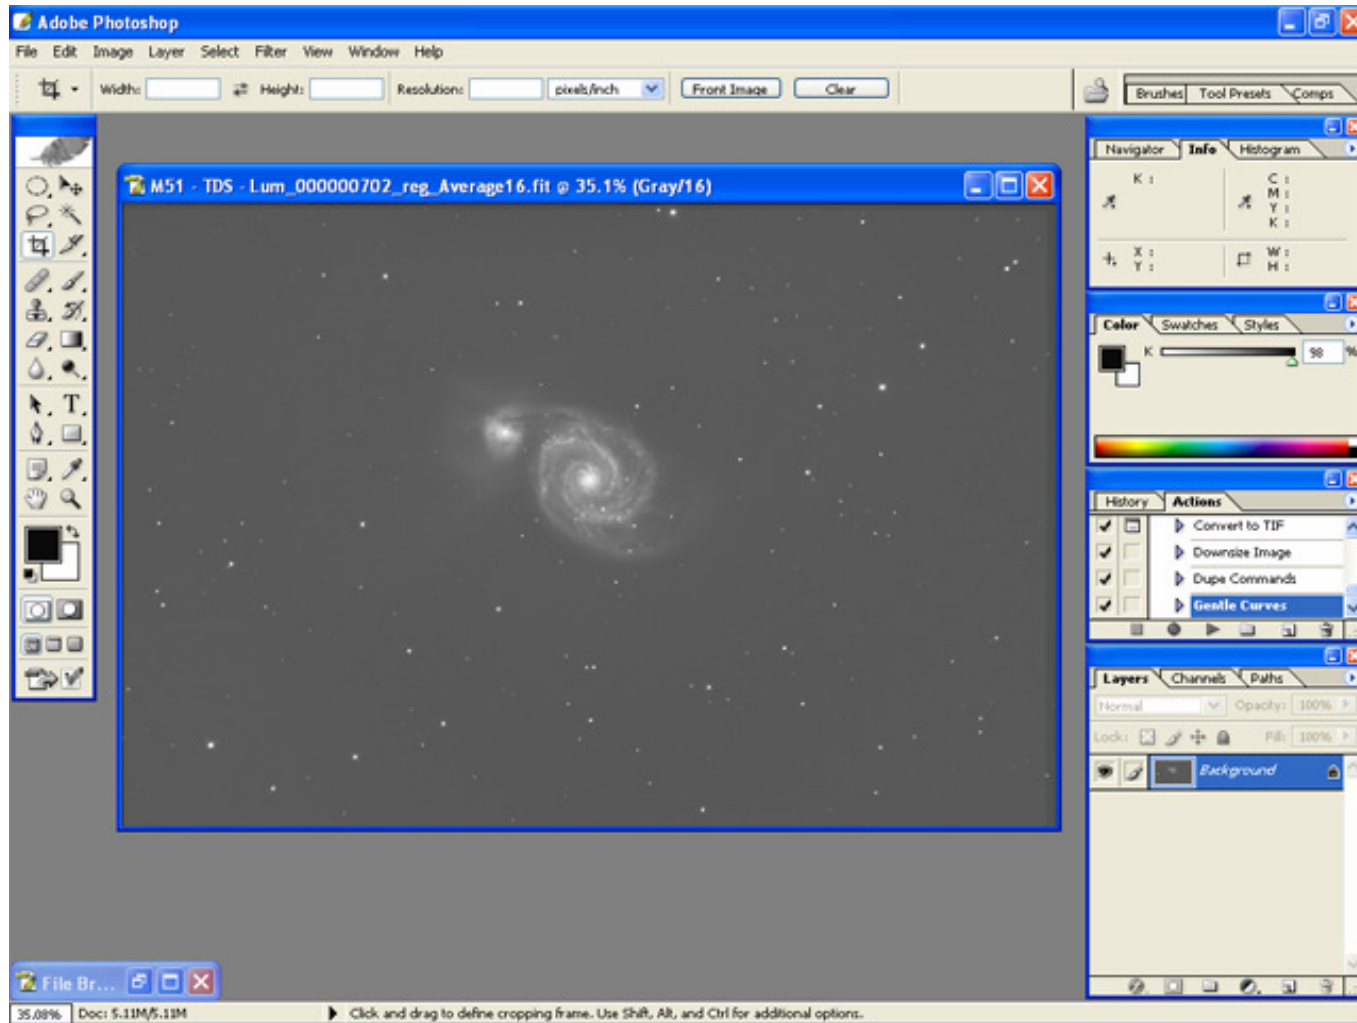 Adobe Photoshop
File Edit Image Layer Select Filter View Window Help
Width: Height: Resolution: pixels/inch Front Image Clear
Brushes Tool Presets Comps
Navigator Info Histogram
K : C :
M :
Y :
K :
X : W :
Y : H :
M51 - TDS - Lum_000000702_reg_Average16.fit @ 35.1% (Gray/16)
Color Swatches Styles
K 98 %
History Actions
Convert to TIF
Downsize Image
Dupe Commands
Gentle Curves
Layers Channels Paths
Normal Opacity: 100%
Lock: Fill: 100%
Background
File Br...
35.08% Doc: 5.11M/5.11M Click and drag to define cropping frame. Use Shift, Alt, and Ctrl for additional options.